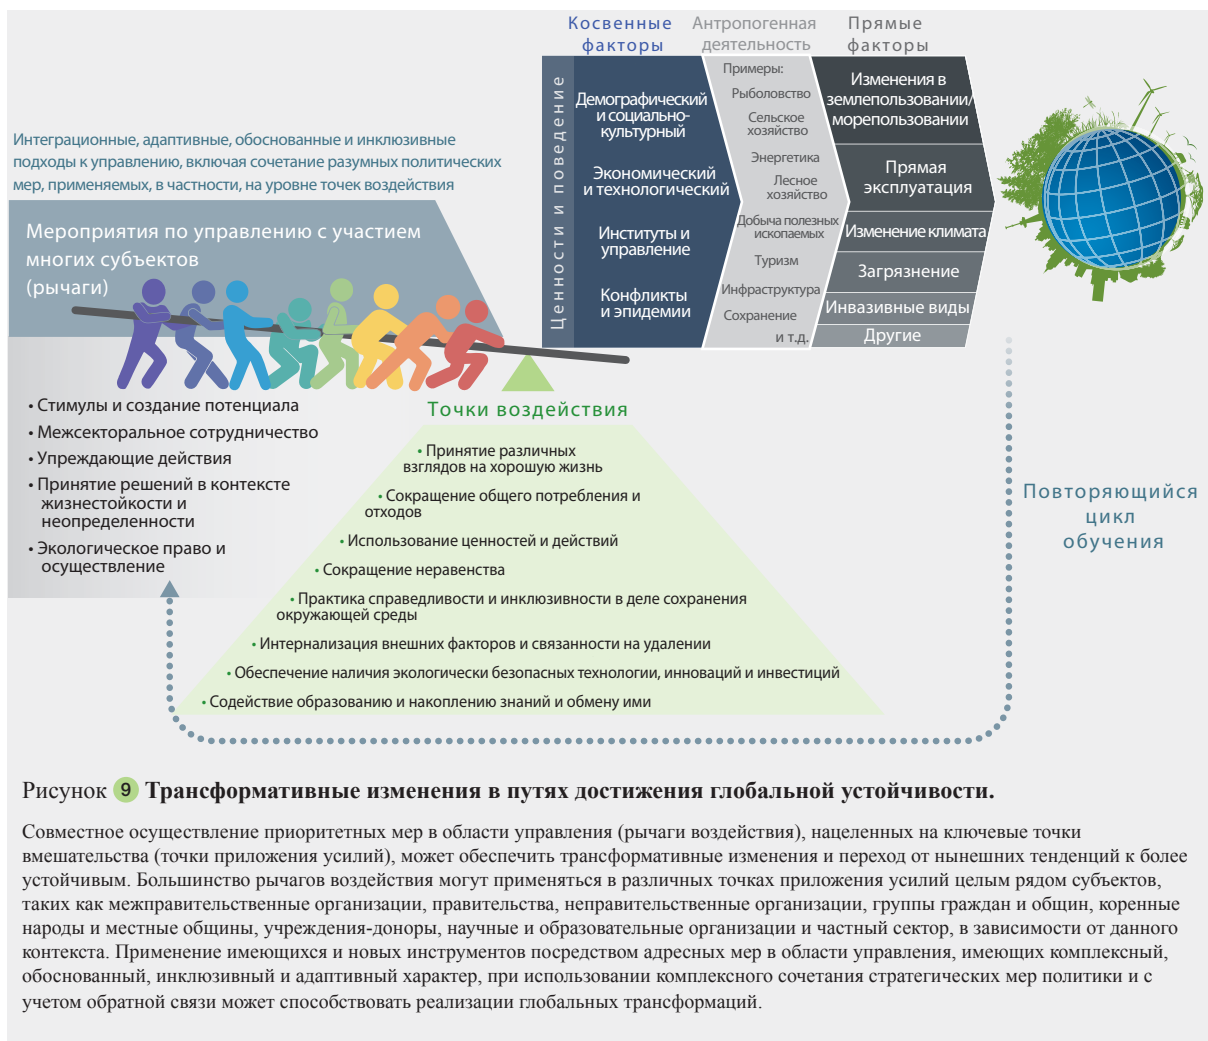 Косвенные
факторы
Антропогенная
деятельность
Прямые
факторы
Ценности и поведение
Демографический
и социально-
культурный
Экономический
и технологический
Институты и
управление
Конфликты
и эпидемии
Примеры:
Рыболовство
Сельское
хозяйство
Энергетика
Лесное
хозяйство
Добыча полезных
ископаемых
Туризм
Инфраструктура
Сохранение
и т.д.
Изменения в
землепользовании/
морепользовании
Прямая
эксплуатация
Изменение климата
Загрязнение
Инвазивные виды
Другие
Интеграционные, адаптивные, обоснованные и инклюзивные
подходы к управлению, включая сочетание разумных политических
мер, применяемых, в частности, на уровне точек воздействия
Мероприятия по управлению с участием
многих субъектов
(рычаги)
• Стимулы и создание потенциала
• Межсекторальное сотрудничество
• Упреждающие действия
• Принятие решений в контексте
жизнестойкости и
неопределенности
• Экологическое право и
осуществление
Точки воздействия
• Принятие различных
взглядов на хорошую жизнь
• Сокращение общего потребления и
отходов
• Использование ценностей и действий
• Сокращение неравенства
• Практика справедливости и инклюзивности в деле сохранения
окружающей среды
• Интернализация внешних факторов и связанности на удалении
• Обеспечение наличия экологически безопасных технологии, инноваций и инвестиций
• Содействие образованию и накоплению знаний и обмену ими
Повторяющийся
цикл
обучения
Рисунок 9 Трансформативные изменения в путях достижения глобальной устойчивости.
Совместное осуществление приоритетных мер в области управления (рычаги воздействия), нацеленных на ключевые точки
вмешательства (точки приложения усилий), может обеспечить трансформативные изменения и переход от нынешних тенденций к более
устойчивым. Большинство рычагов воздействия могут применяться в различных точках приложения усилий целым рядом субъектов,
таких как межправительственные организации, правительства, неправительственные организации, группы граждан и общин, коренные
народы и местные общины, учреждения-доноры, научные и образовательные организации и частный сектор, в зависимости от данного
контекста. Применение имеющихся и новых инструментов посредством адресных мер в области управления, имеющих комплексный,
обоснованный, инклюзивный и адаптивный характер, при использовании комплексного сочетания стратегических мер политики и с
учетом обратной связи может способствовать реализации глобальных трансформаций.